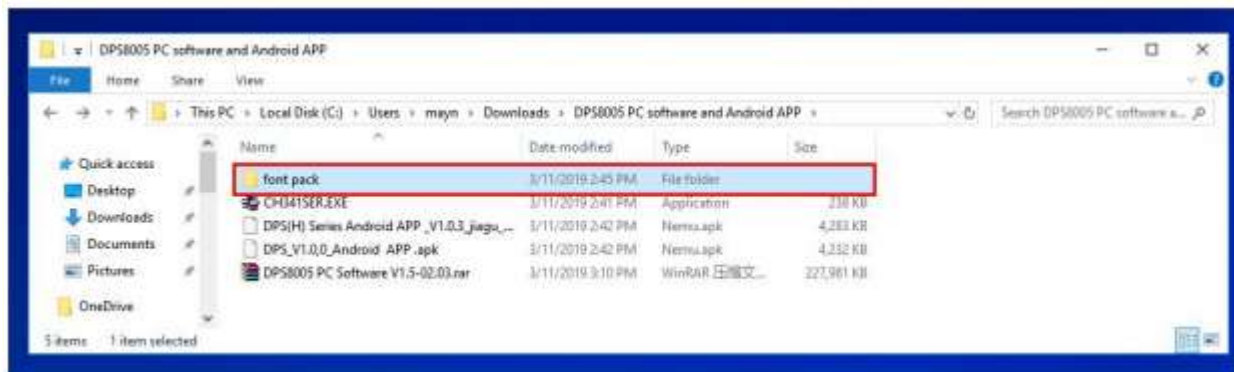 DPS8005 PC software and Android APP
File Home Share View
This PC Local Disk (C:) Users mayn Downloads DPS8005 PC software and Android APP Search DPS8005 PC software a...
Name Date modified Type Size
Quick access
font pack 3/11/2019 2:45 PM File folder
Desktop
CH341SER.EXE 3/11/2019 2:41 PM Application 238 KB
Downloads
DPS(H) Series Android APP _V1.0.3_jiagu_... 3/11/2019 2:42 PM Nemu.apk 4,283 KB
Documents
DPS_V1.0,0_Android APP .apk 3/11/2019 2:42 PM Nemu.apk 4,232 KB
Pictures
DPS8005 PC Software V1.5-02.03.rar 3/11/2019 3:10 PM WinRAR 压缩文... 227,981 KB
OneDrive
5 items 1 item selected